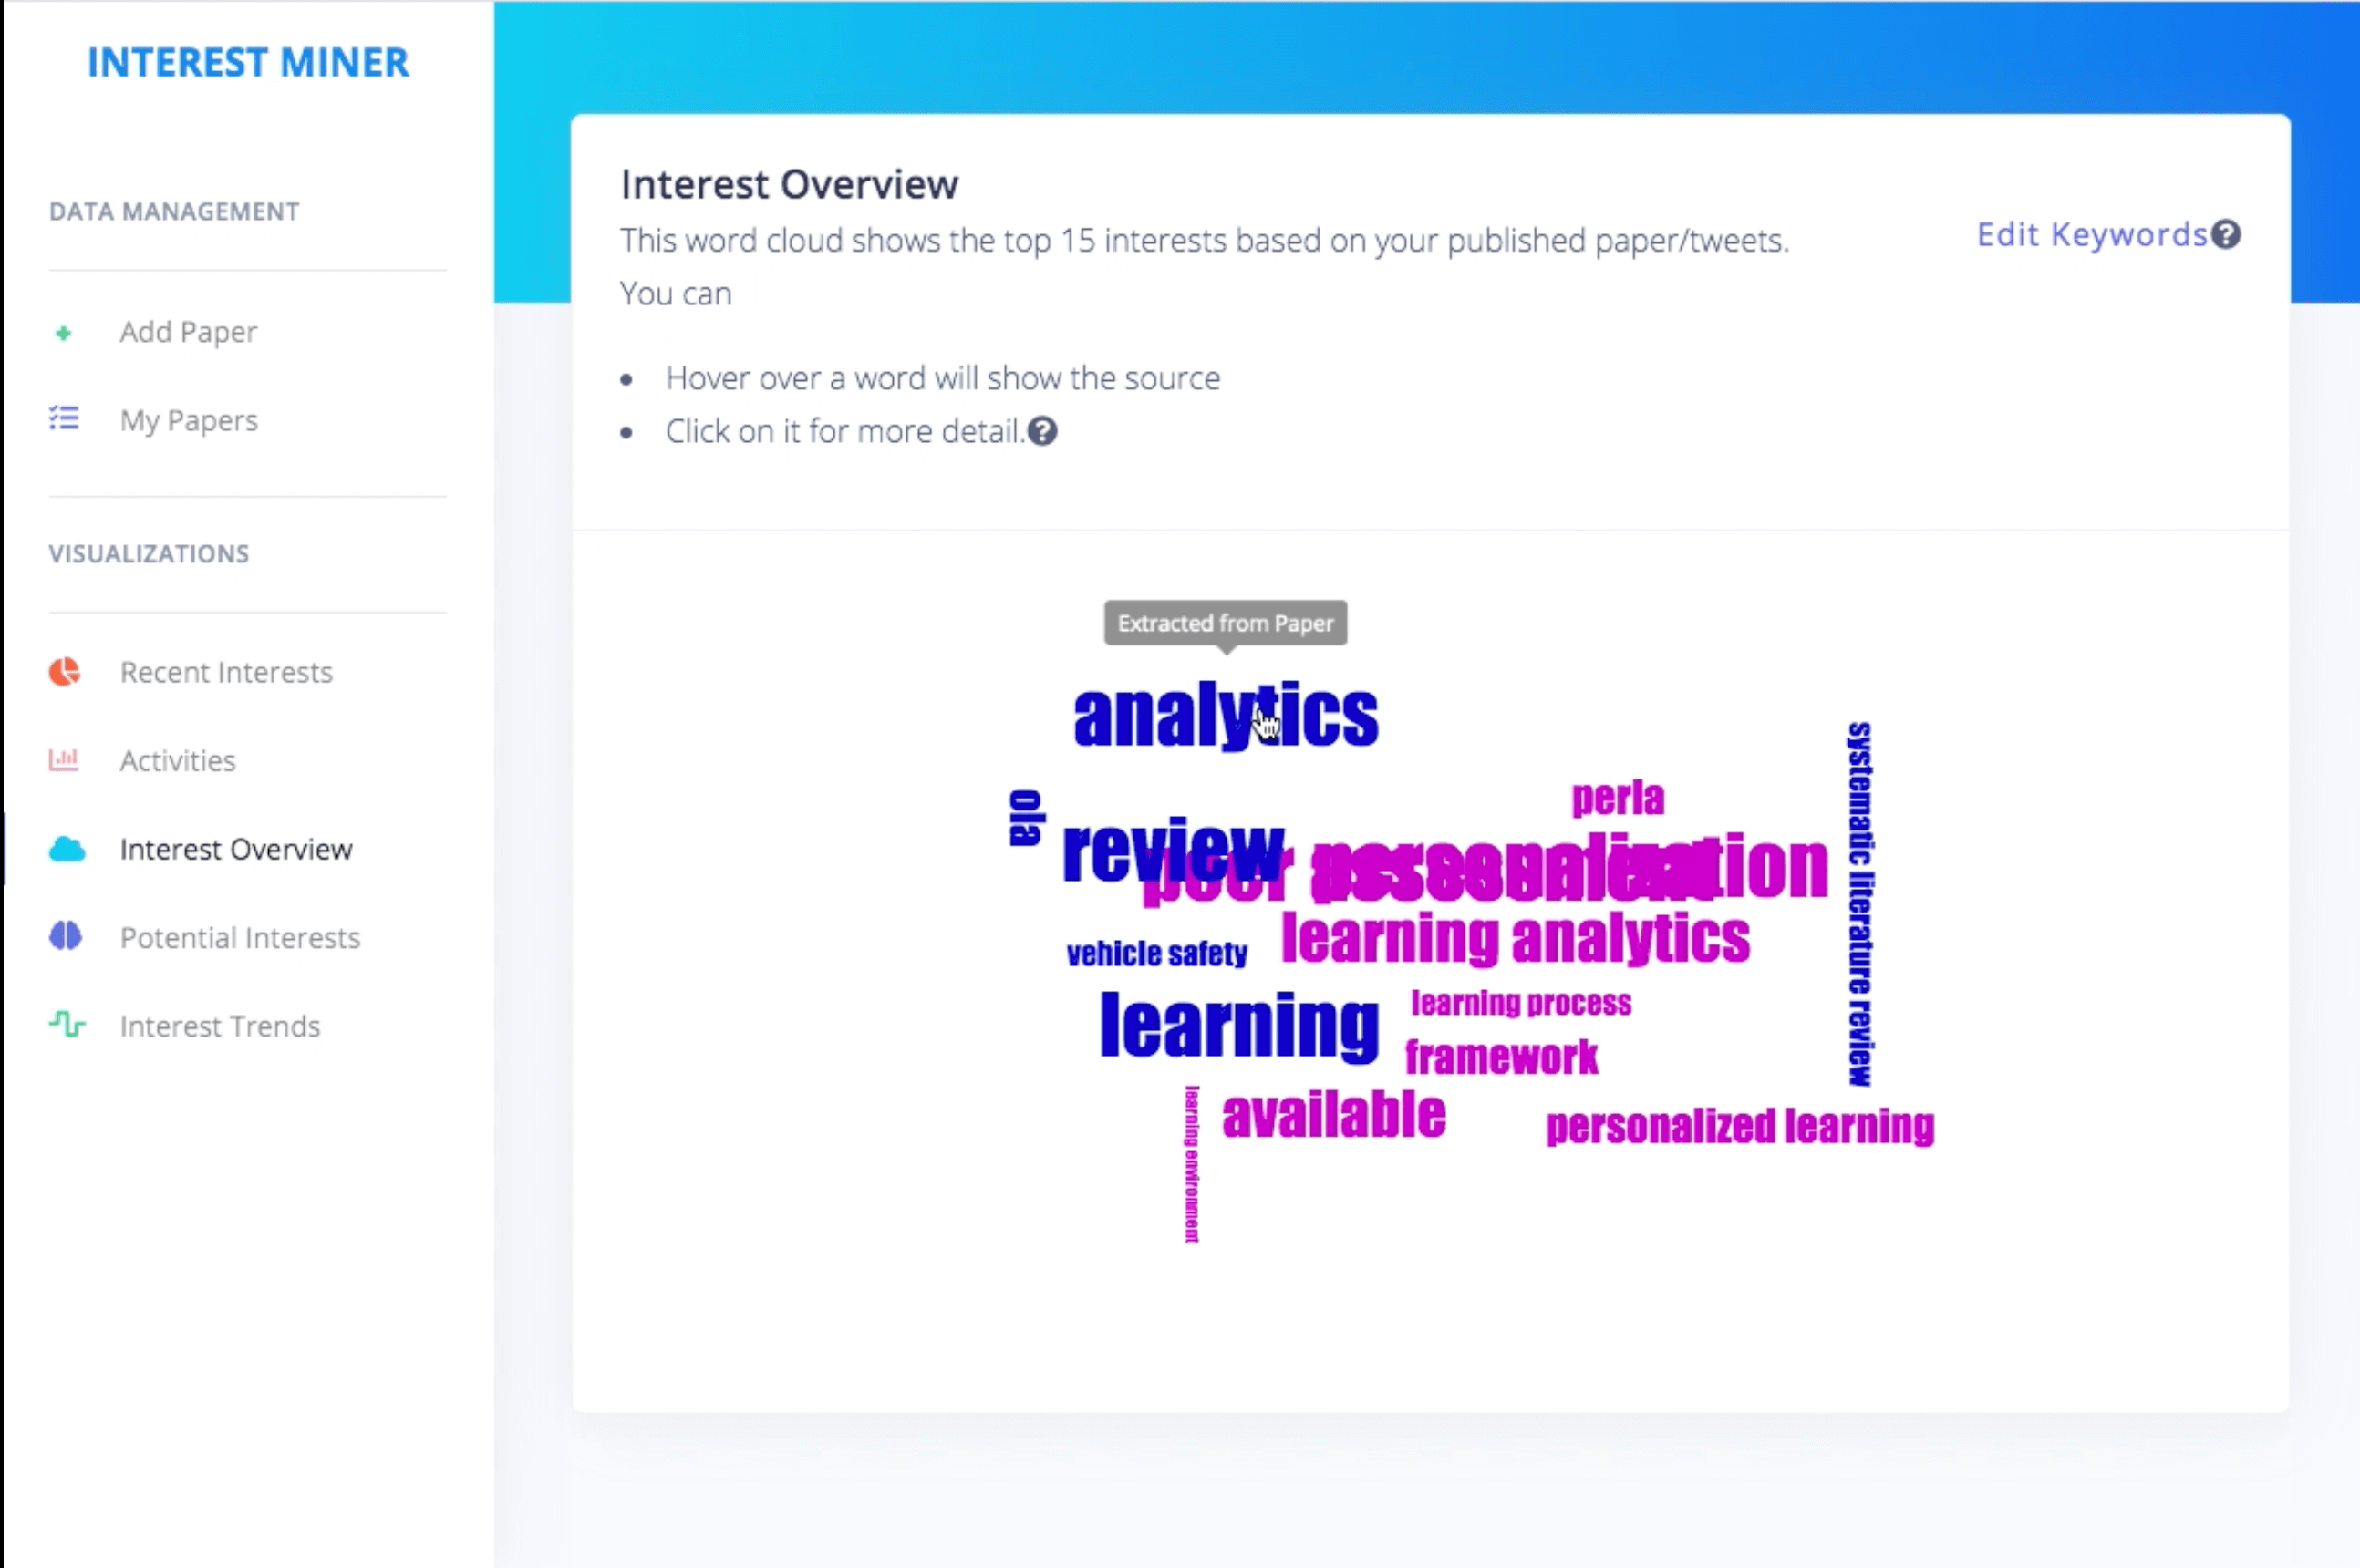 INTEREST MINER
DATA MANAGEMENT
Add Paper
My Papers
VISUALIZATIONS
Recent Interests
Activities
Interest Overview
Potential Interests
Interest Trends
Interest Overview
This word cloud shows the top 15 interests based on your published paper/tweets.
You can
Edit Keywords
Hover over a word will show the source
Click on it for more detail.
Extracted from Paper
analytics
ola
perla
review
peer assessment
personalization
systematic literature review
learning analytics
vehicle safety
learning process
learning
framework
available
personalized learning
learning environment